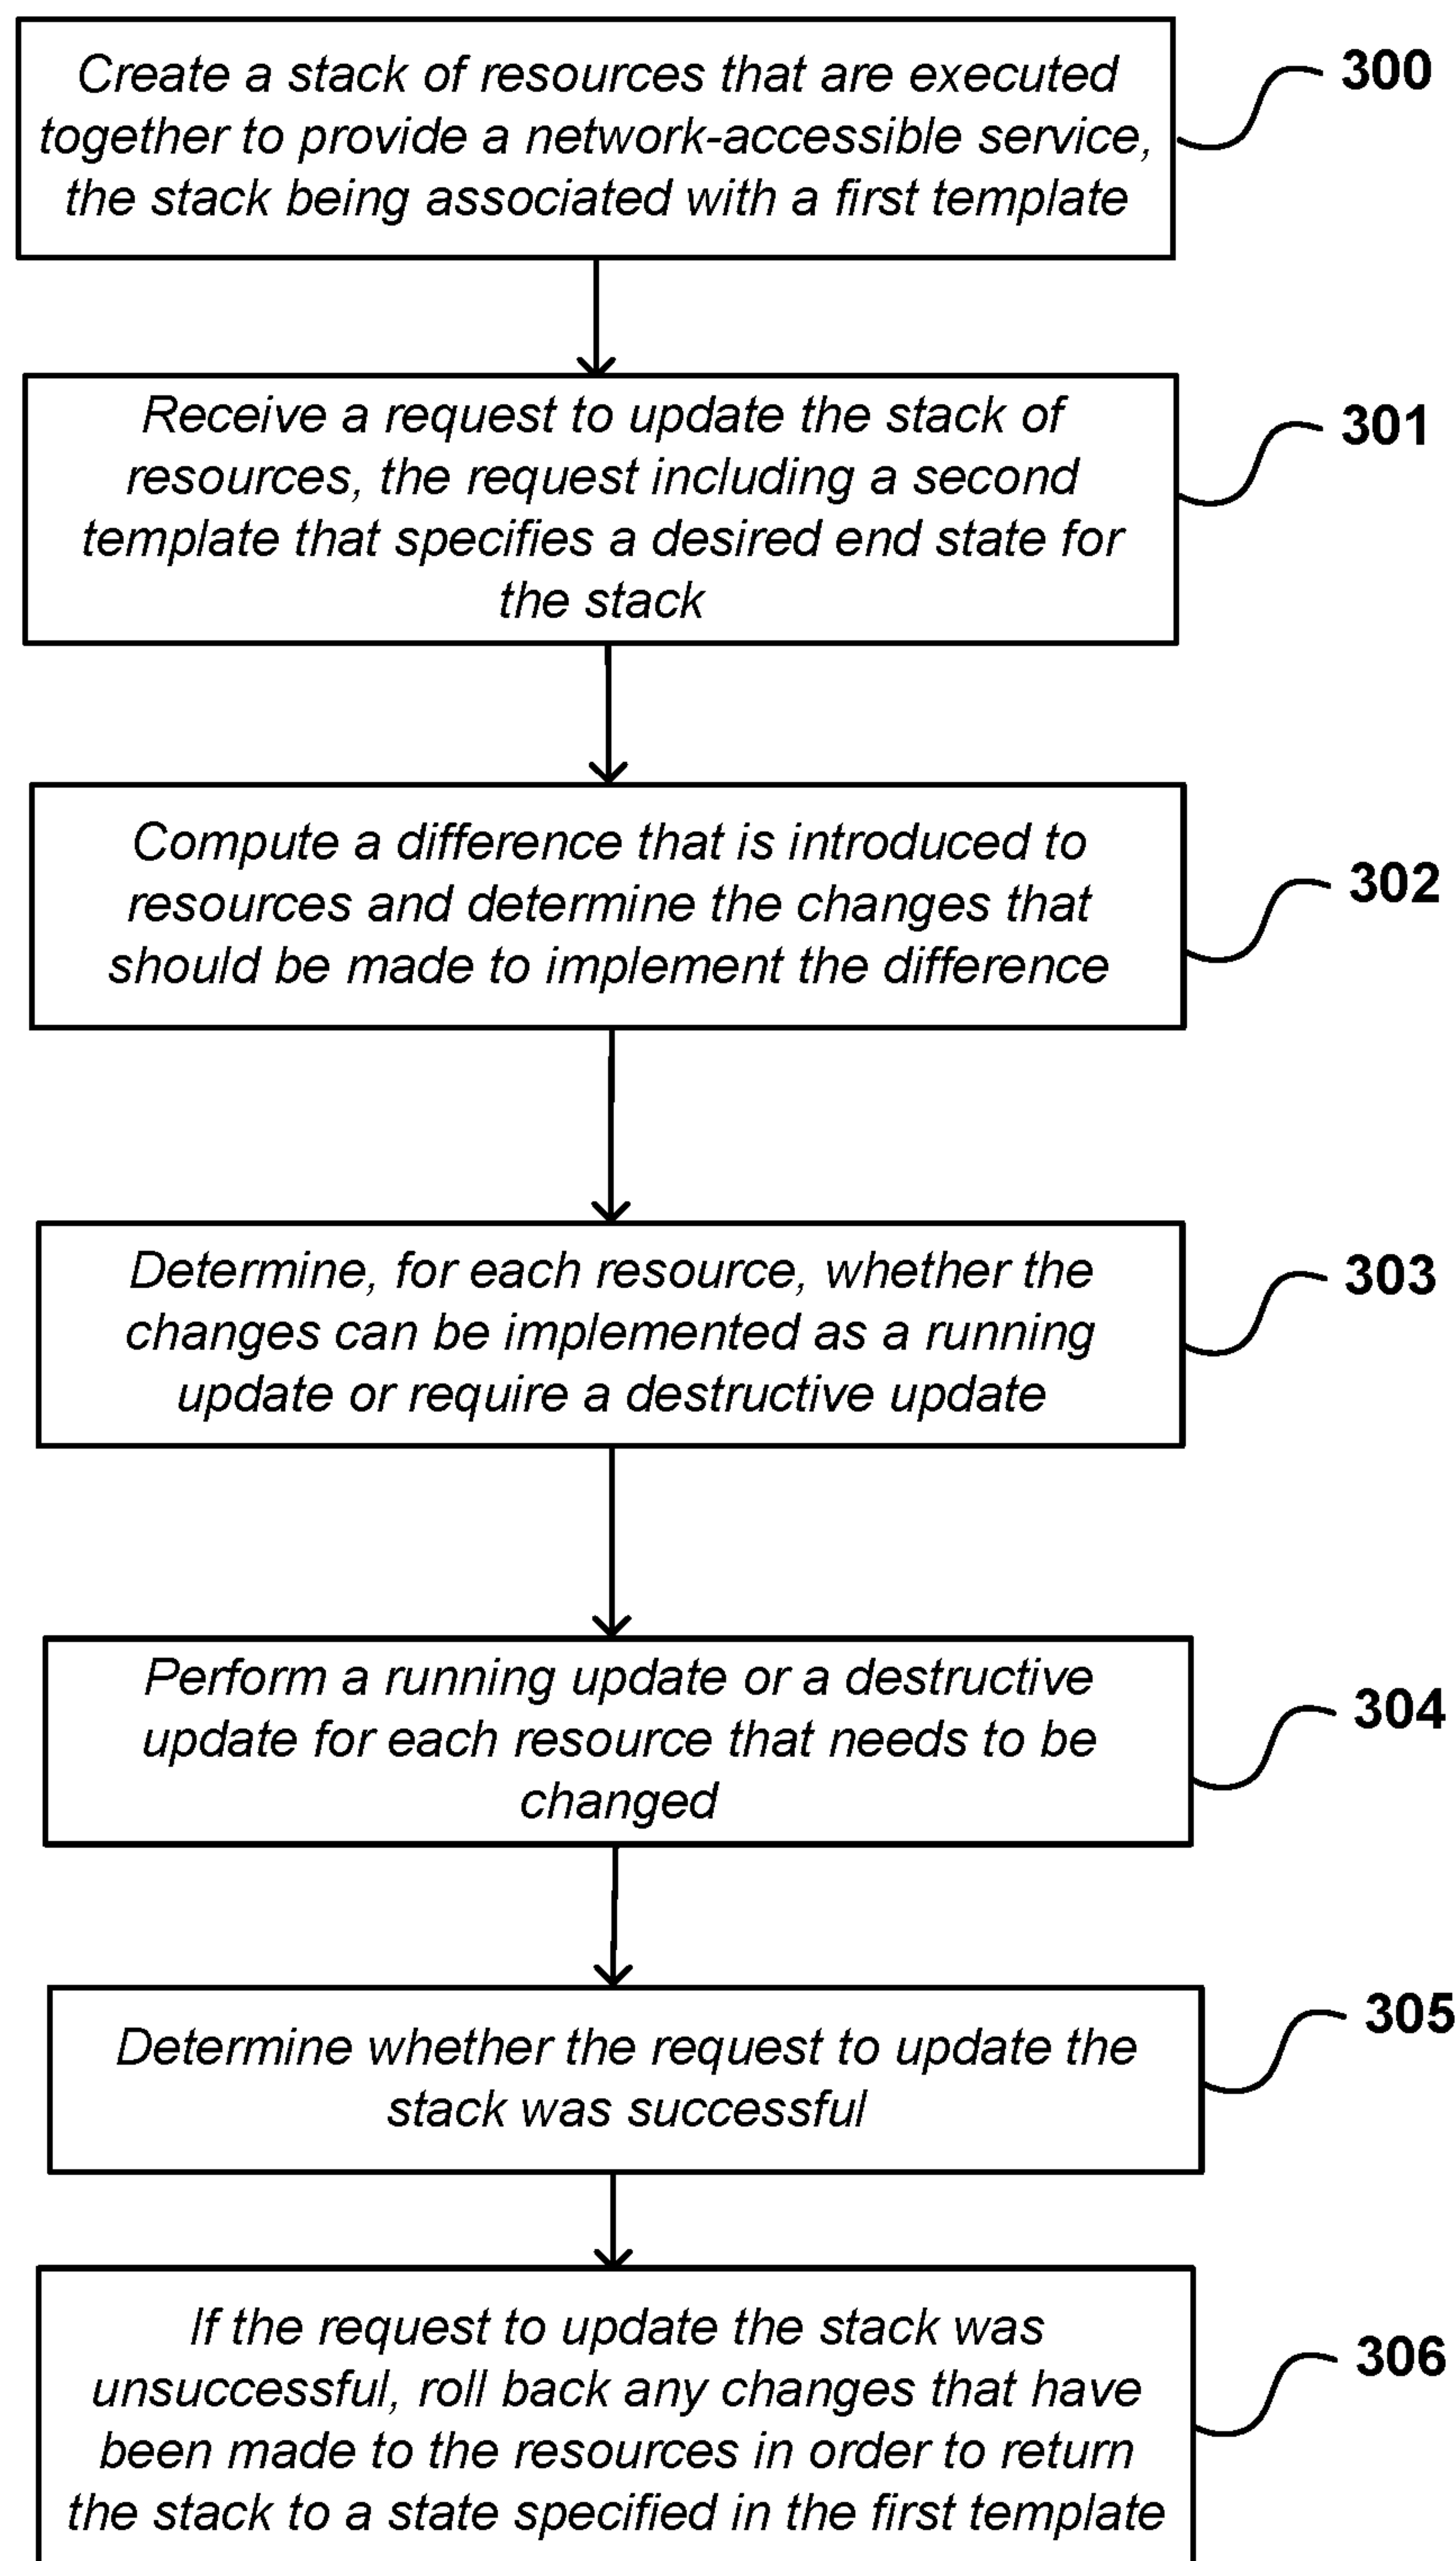 Create a stack of resources that are executed
together to provide a network-accessible service,
the stack being associated with a first template
300
Receive a request to update the stack of
resources, the request including a second
template that specifies a desired end state for
the stack
301
Compute a difference that is introduced to
resources and determine the changes that
should be made to implement the difference
302
Determine, for each resource, whether the
changes can be implemented as a running
update or require a destructive update
303
Perform a running update or a destructive
update for each resource that needs to be
changed
304
Determine whether the request to update the
stack was successful
305
If the request to update the stack was
unsuccessful, roll back any changes that have
been made to the resources in order to return
the stack to a state specified in the first template
306